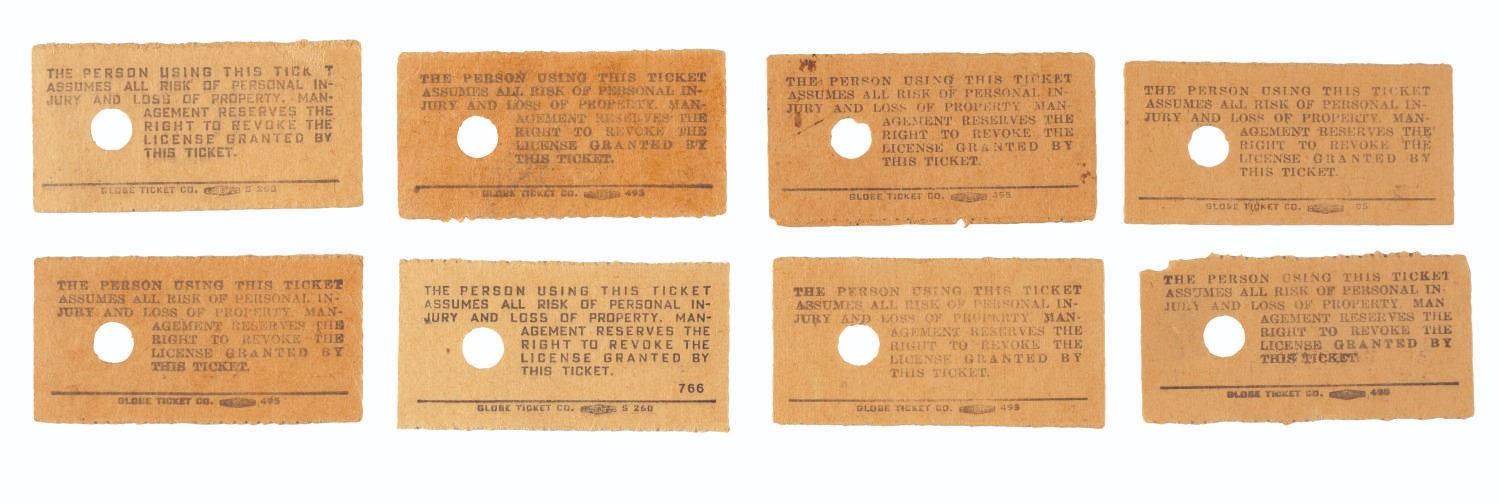 THE PERSON USING THIS TICK T
ASSUMES ALL RISK OF PERSONAL IN-
JURY AND LOSS OF PROPERTY. MAN-
AGEMENT RESERVES THE
RIGHT TO REVOKE THE
LICENSE GRANTED BY
THIS TICKET.
GLOBE TICKET CO. S 260
THE PERSON USING THIS TICKET
ASSUMES ALL RISK OF PERSONAL IN-
JURY AND LOSS OF PROPERTY. MAN-
AGEMENT RESERVES THE
RIGHT TO REVOKE THE
LICENSE GRANTED BY
THIS TICKET.
GLOBE TICKET CO. 495
THE PERSON USING THIS TICKET
ASSUMES ALL RISK OF PERSONAL IN-
JURY AND LOSS OF PROPERTY MAN-
AGEMENT RESERVES THE
RIGHT TO REVOKE THE
LICENSE GRANTED BY
THIS TICKET.
GLOBE TICKET CO.
THE PERSON USING THIS TICKET
ASSUMES ALL RISK OF PERSONAL IN-
JURY AND LOSS OF PROPERTY. MAN-
AGEMENT RESERVES THE
RIGHT TO REVOKE THE
LICENSE GRANTED BY
THIS TICKET.
GLOBE TICKET CO.
THE PERSON USING THIS TICKET
ASSUMES ALL RISK OF PERSONAL IN-
JURY AND LOSS OF PROPERTY. MAN-
AGEMENT RESERVES THE
RIGHT TO REVOKE THE
LICENSE GRANTED BY
THIS TICKET.
GLOBE TICKET CO. 495
THE PERSON USING THIS TICKET
ASSUMES ALL RISK OF PERSONAL IN-
JURY AND LOSS OF PROPERTY. MAN-
AGEMENT RESERVES THE
RIGHT TO REVOKE THE
LICENSE GRANTED BY
THIS TICKET.
766
GLOBE TICKET CO. S 260
THE PERSON USING THIS TICKET
ASSUMES ALL RISK OF PERSONAL IN-
JURY AND LOSS OF PROPERTY MAN-
AGEMENT RESERVES THE
RIGHT TO REVOKE THE
LICENSE GRANTED BY
THIS TICKET.
GLOBE TICKET CO. 495
THE PERSON USING THIS TICKET
ASSUMES ALL RISK OF PERSONAL IN-
JURY AND LOSS OF PROPERTY. MAN
AGEMENT RESERVES THE
RIGHT TO REVOKE THE
LICENSE GRANTED BY
THIS TICKET.
GLOBE TICKET CO. 495